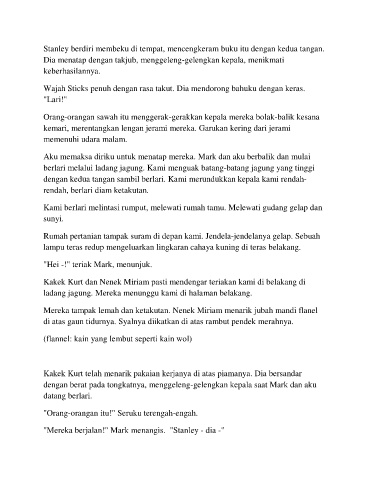 Stanley berdiri membeku di tempat, mencengkeram buku itu dengan kedua tangan.
Dia menatap dengan takjub, menggeleng-gelengkan kepala, menikmati
keberhasilannya.
Wajah Sticks penuh dengan rasa takut. Dia mendorong bahuku dengan keras.
"Lari!"
Orang-orangan sawah itu menggerak-gerakkan kepala mereka bolak-balik kesana
kemari, merentangkan lengan jerami mereka. Garukan kering dari jerami
memenuhi udara malam.
Aku memaksa diriku untuk menatap mereka. Mark dan aku berbalik dan mulai
berlari melalui ladang jagung. Kami menguak batang-batang jagung yang tinggi
dengan kedua tangan sambil berlari. Kami merundukkan kepala kami rendah-
rendah, berlari diam ketakutan.
Kami berlari melintasi rumput, melewati rumah tamu. Melewati gudang gelap dan
sunyi.
Rumah pertanian tampak suram di depan kami. Jendela-jendelanya gelap. Sebuah
lampu teras redup mengeluarkan lingkaran cahaya kuning di teras belakang.
"Hei -!" teriak Mark, menunjuk.
Kakek Kurt dan Nenek Miriam pasti mendengar teriakan kami di belakang di
ladang jagung. Mereka menunggu kami di halaman belakang.
Mereka tampak lemah dan ketakutan. Nenek Miriam menarik jubah mandi flanel
di atas gaun tidurnya. Syalnya diikatkan di atas rambut pendek merahnya.
(flannel: kain yang lembut seperti kain wol)
Kakek Kurt telah menarik pakaian kerjanya di atas piamanya. Dia bersandar
dengan berat pada tongkatnya, menggeleng-gelengkan kepala saat Mark dan aku
datang berlari.
"Orang-orangan itu!" Seruku terengah-engah.
"Mereka berjalan!" Mark menangis.  "Stanley - dia -"